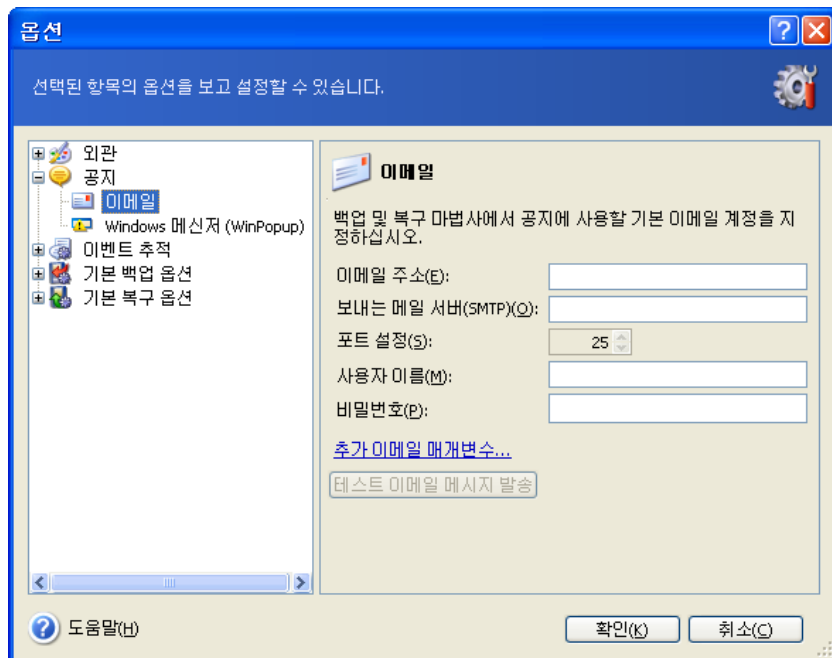 옵션
선택된 항목의 옵션을 보고 설정할 수 있습니다.
외관
공지
이메일
Windows 메신저 (WinPopup)
이벤트 추적
기본 백업 옵션
기본 복구 옵션
이메일
백업 및 복구 마법사에서 공지에 사용할 기본 이메일 계정을 지
정하십시오.
이메일 주소(E):
보내는 메일 서버(SMTP)(O):
포트 설정(S):
25
사용자 이름(M):
비밀번호(P):
추가 이메일 매개변수...
테스트 이메일 메시지 발송
도움말(H)
확인(K)
취소(C)